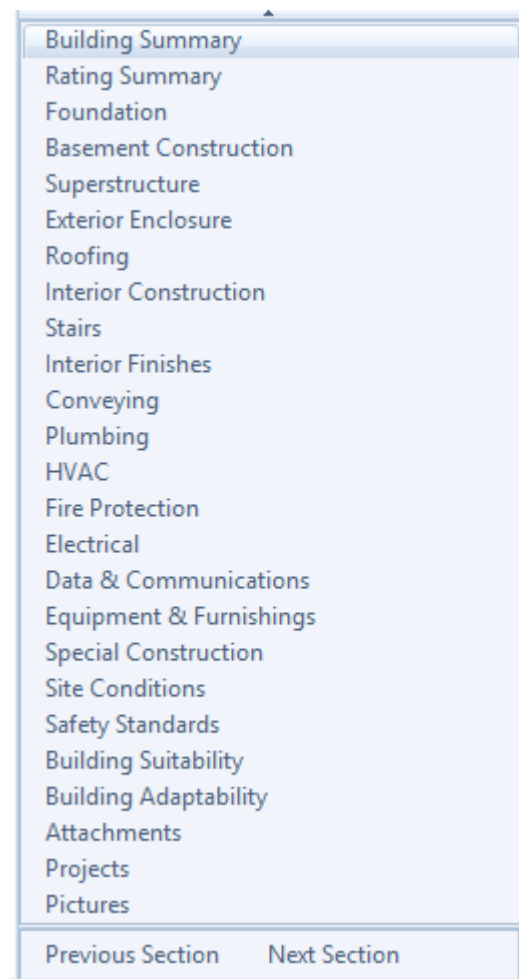 Building Summary
Rating Summary
Foundation
Basement Construction
Superstructure
Exterior Enclosure
Roofing
Interior Construction
Stairs
Interior Finishes
Conveying
Plumbing
HVAC
Fire Protection
Electrical
Data & Communications
Equipment & Furnishings
Special Construction
Site Conditions
Safety Standards
Building Suitability
Building Adaptability
Attachments
Projects
Pictures
Previous Section Next Section